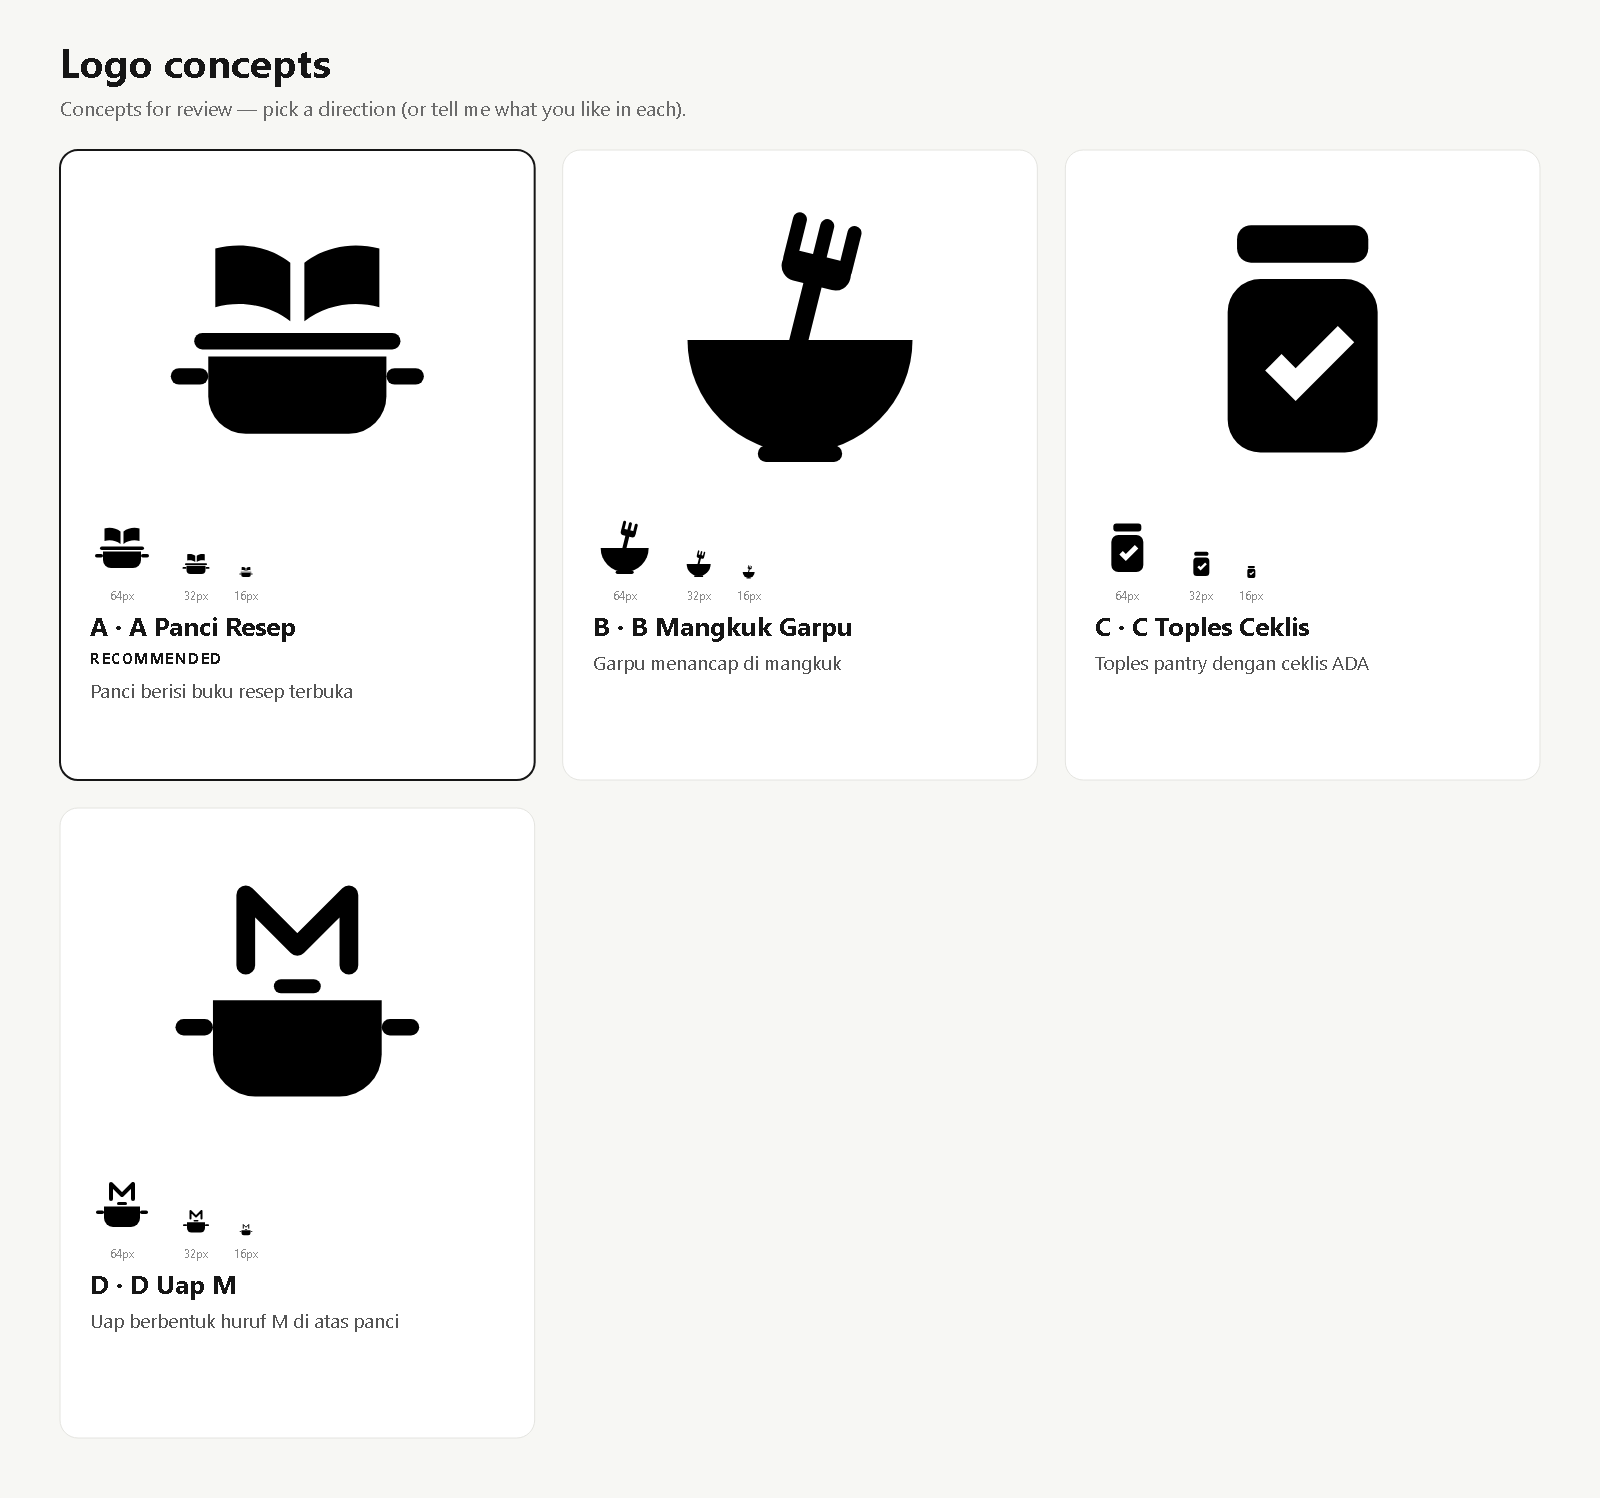 Logo concepts
Concepts for review — pick a direction (or tell me what you like in each).
64px 32px 16px
A · A Panci Resep
RECOMMENDED
Panci berisi buku resep terbuka
64px 32px 16px
B · B Mangkuk Garpu
Garpu menancap di mangkuk
64px 32px 16px
C · C Toples Ceklis
Toples pantry dengan ceklis ADA
M
64px 32px 16px
D · D Uap M
Uap berbentuk huruf M di atas panci